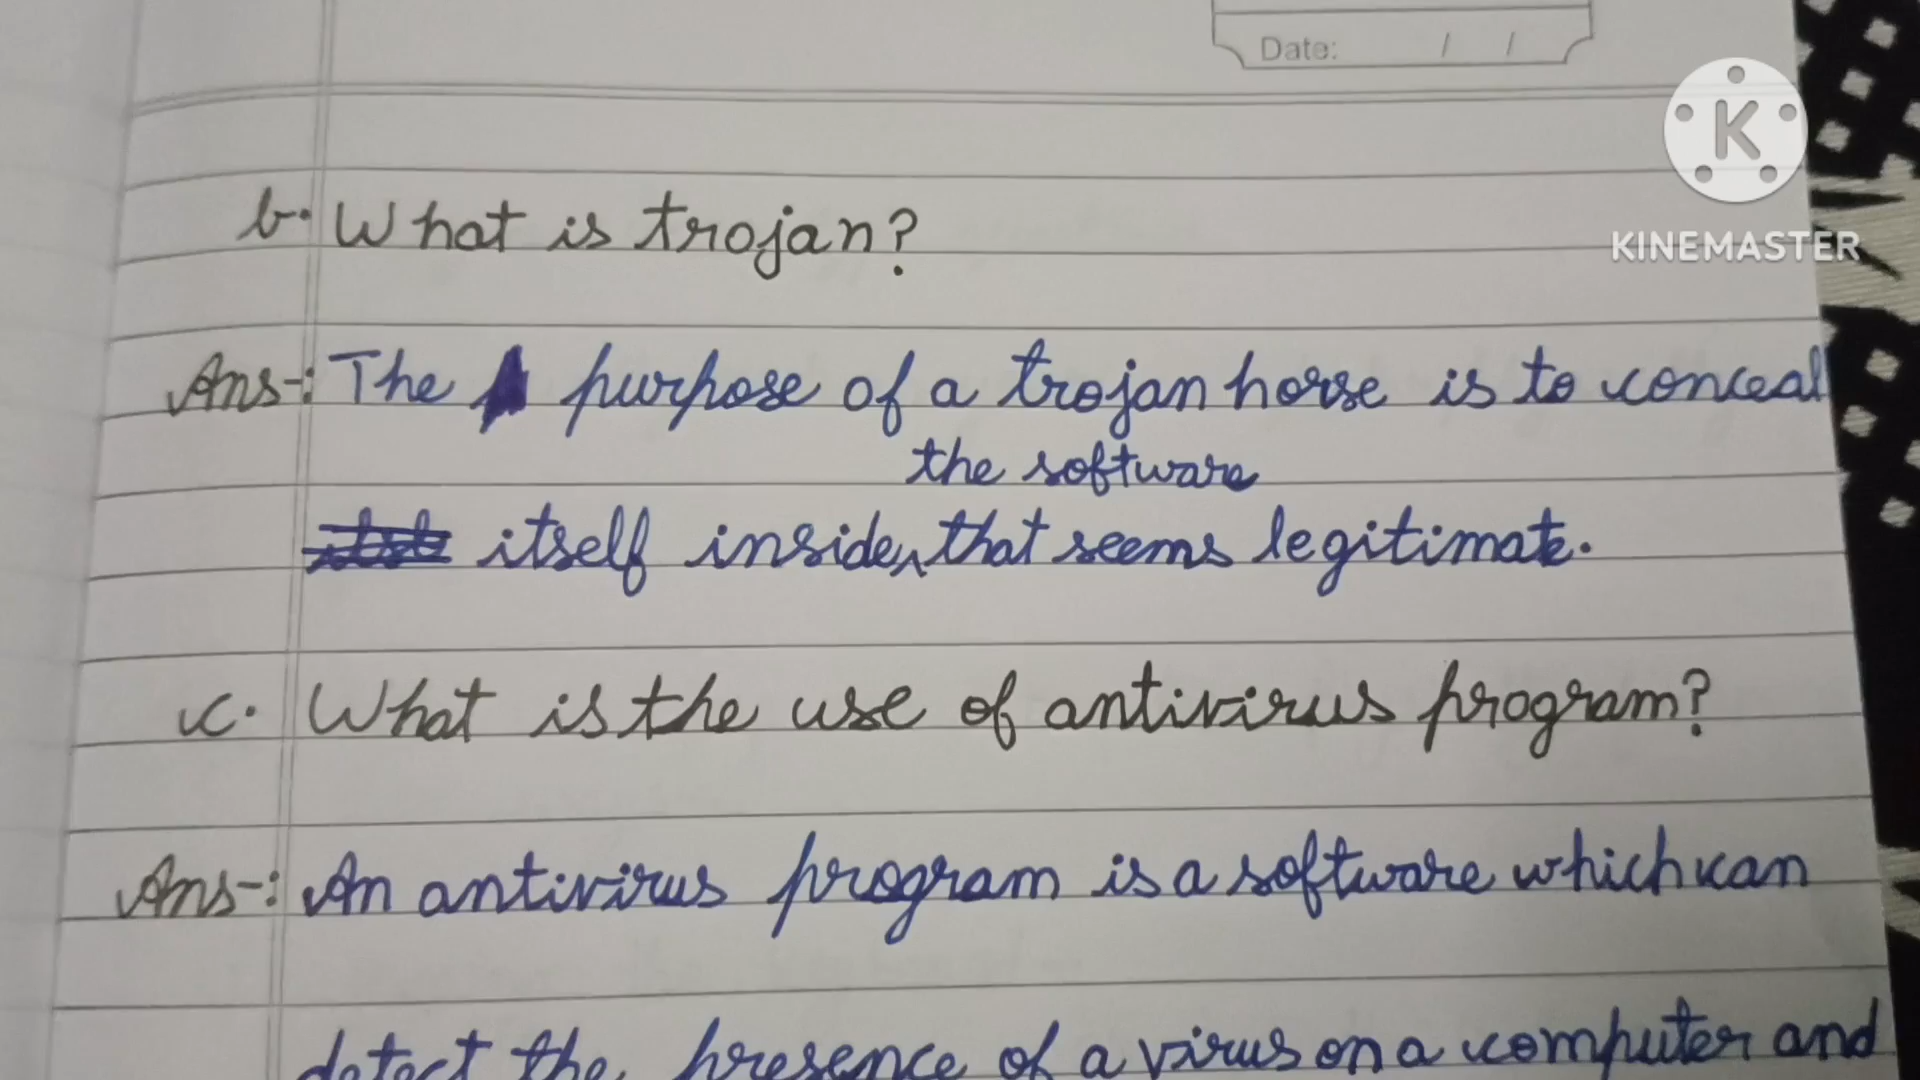 Date: / /
K
KINEMASTER
b. What is trojan?
Ans-: The purpose of a trojan horse is to conceal
the software
itself inside, that seems legitimate.
c. What is the use of antivirus program?
Ans-: An antivirus program is a software which can
detect the presence of a virus on a computer and